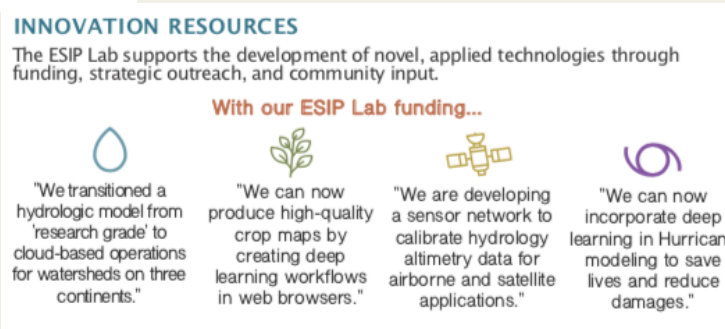 INNOVATION RESOURCES
The ESIP Lab supports the development of novel, applied technologies through
funding, strategic outreach, and community input.
With our ESIP Lab funding...
"We transitioned a
hydrologic model from
'research grade' to
cloud-based operations
for watersheds on three
continents."
"We can now
produce high-quality
crop maps by
creating deep
learning workflows
in web browsers."
"We are developing
a sensor network to
calibrate hydrology
altimetry data for
airborne and satellite
applications."
"We can now
incorporate deep
learning in Hurrican
modeling to save
lives and reduce
damages."